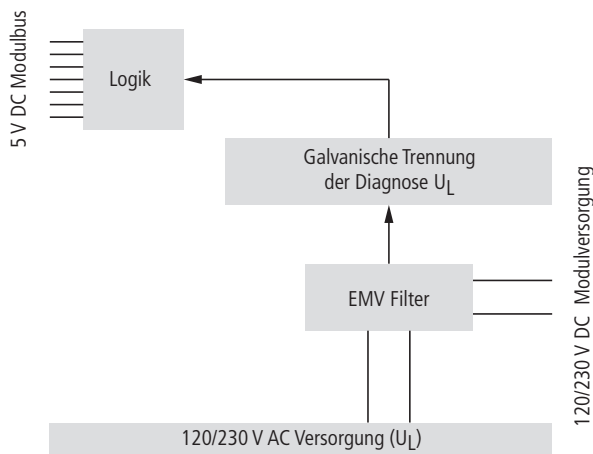 5 V DC Modulbus
Logik
Galvanische Trennung
der Diagnose UL
EMV Filter
120/230 V DC Modulversorgung
120/230 V AC Versorgung (UL)